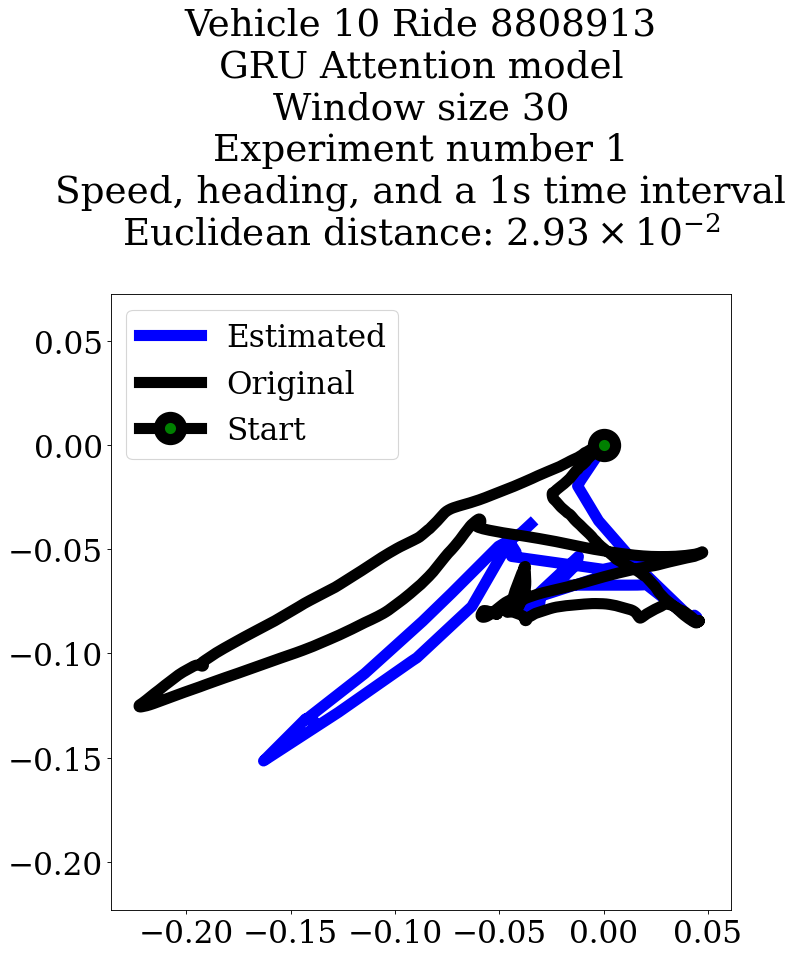 Vehicle 10 Ride 8808913
GRU Attention model
Window size 30
Experiment number 1
Speed, heading, and a 1s time interval
Euclidean distance: 2.93 × 10⁻²
Estimated
Original
Start
0.05
0.00
−0.05
−0.10
−0.15
−0.20
−0.20 −0.15 −0.10 −0.05 0.00 0.05